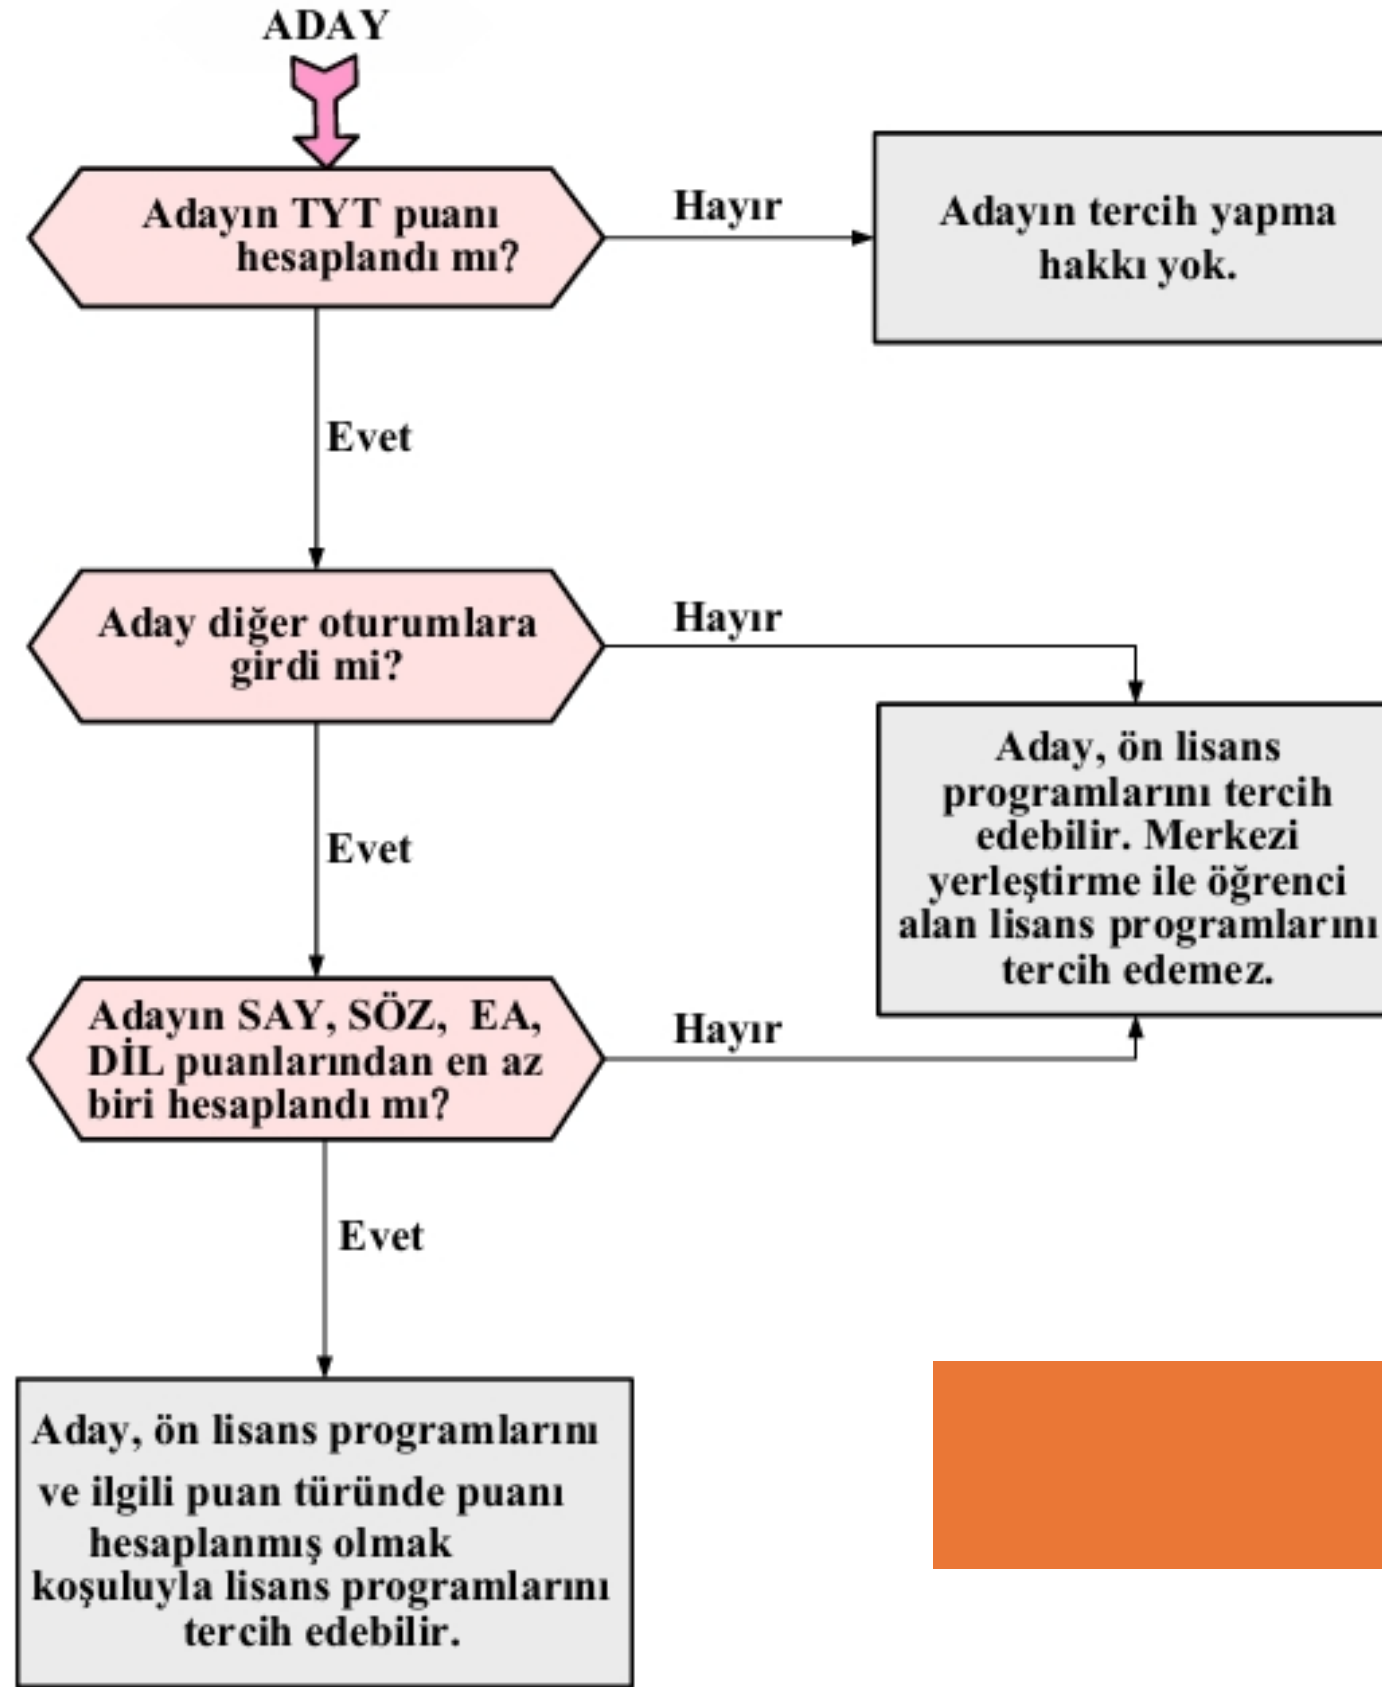 ADAY
Adayın TYT puanı
hesaplandı mı?
Hayır
Adayın tercih yapma
hakkı yok.
Evet
Aday diğer oturumlara
girdi mi?
Hayır
Aday, ön lisans
programlarını tercih
edebilir. Merkezi
yerleştirme ile öğrenci
alan lisans programlarını
tercih edemez.
Evet
Adayın SAY, SÖZ, EA,
DİL puanlarından en az
biri hesaplandı mı?
Hayır
Evet
Aday, ön lisans programlarını
ve ilgili puan türünde puanı
hesaplanmış olmak
koşuluyla lisans programlarını
tercih edebilir.